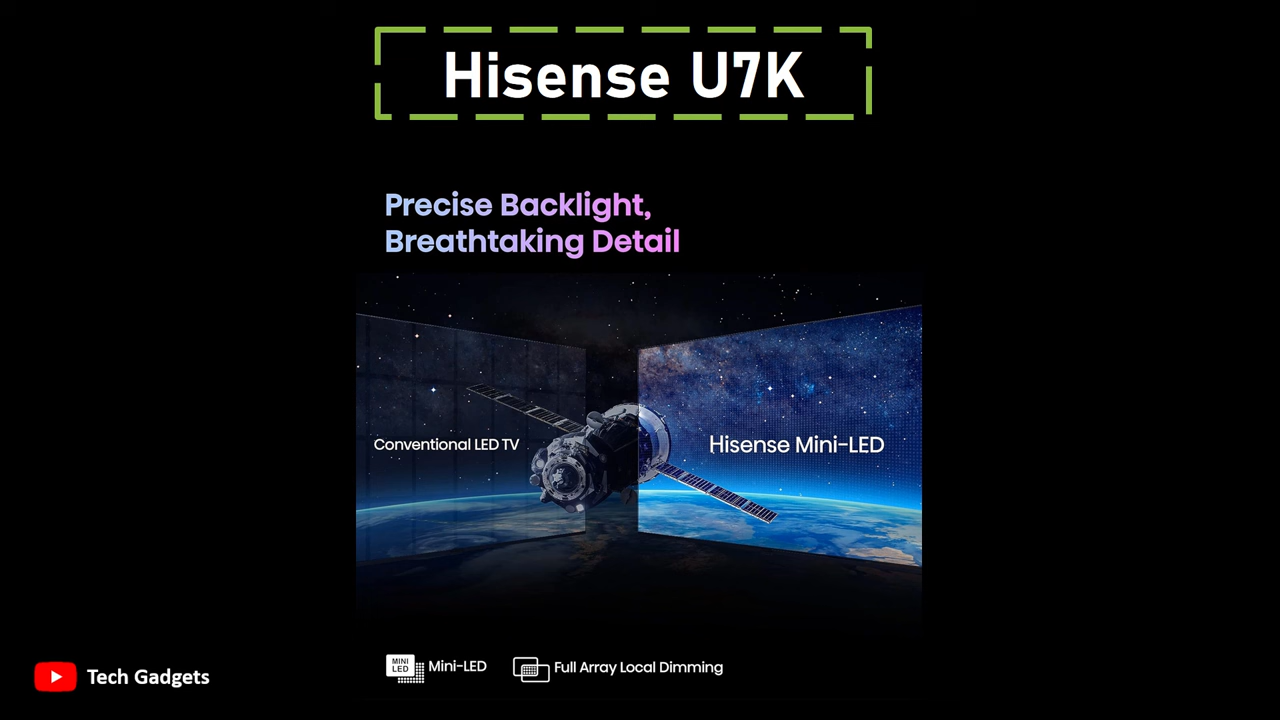 Hisense U7K
Precise Backlight,
Breathtaking Detail
Conventional LED TV
Hisense Mini-LED
MINI
LED
Mini-LED
Full Array Local Dimming
Tech Gadgets